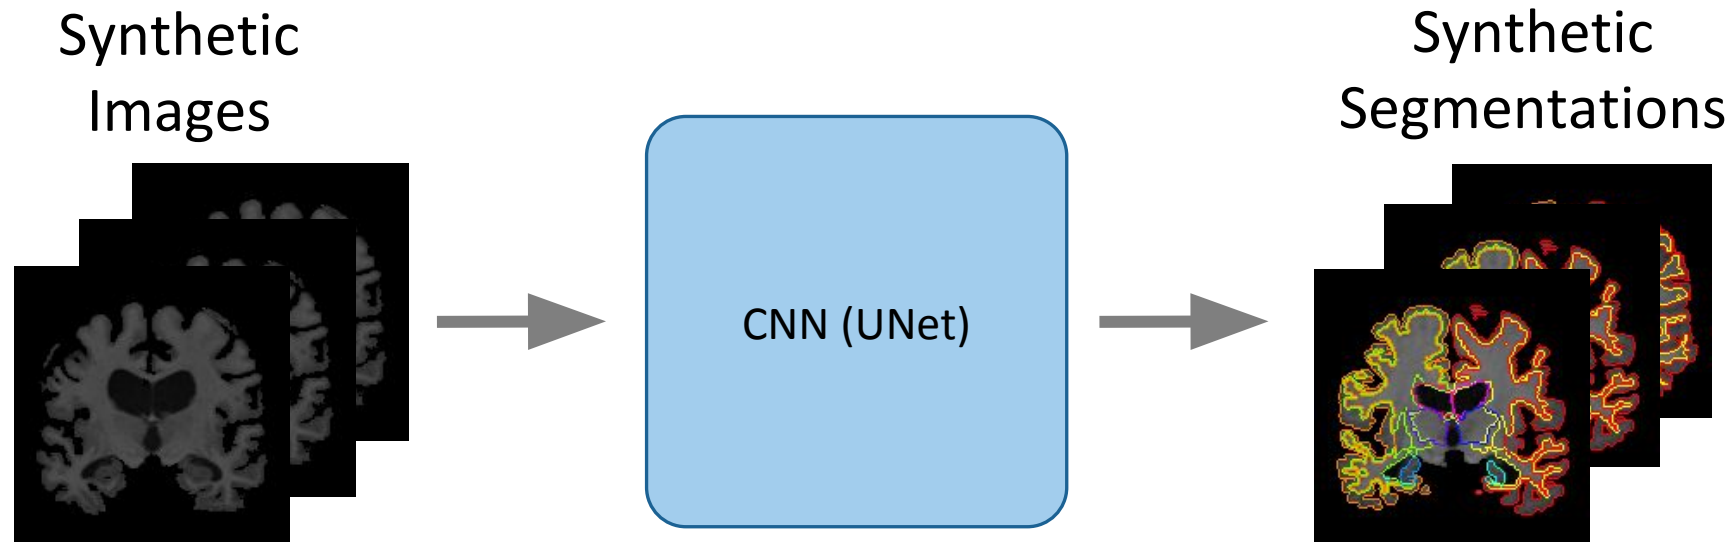 Synthetic
Images
CNN (UNet)
Synthetic
Segmentations